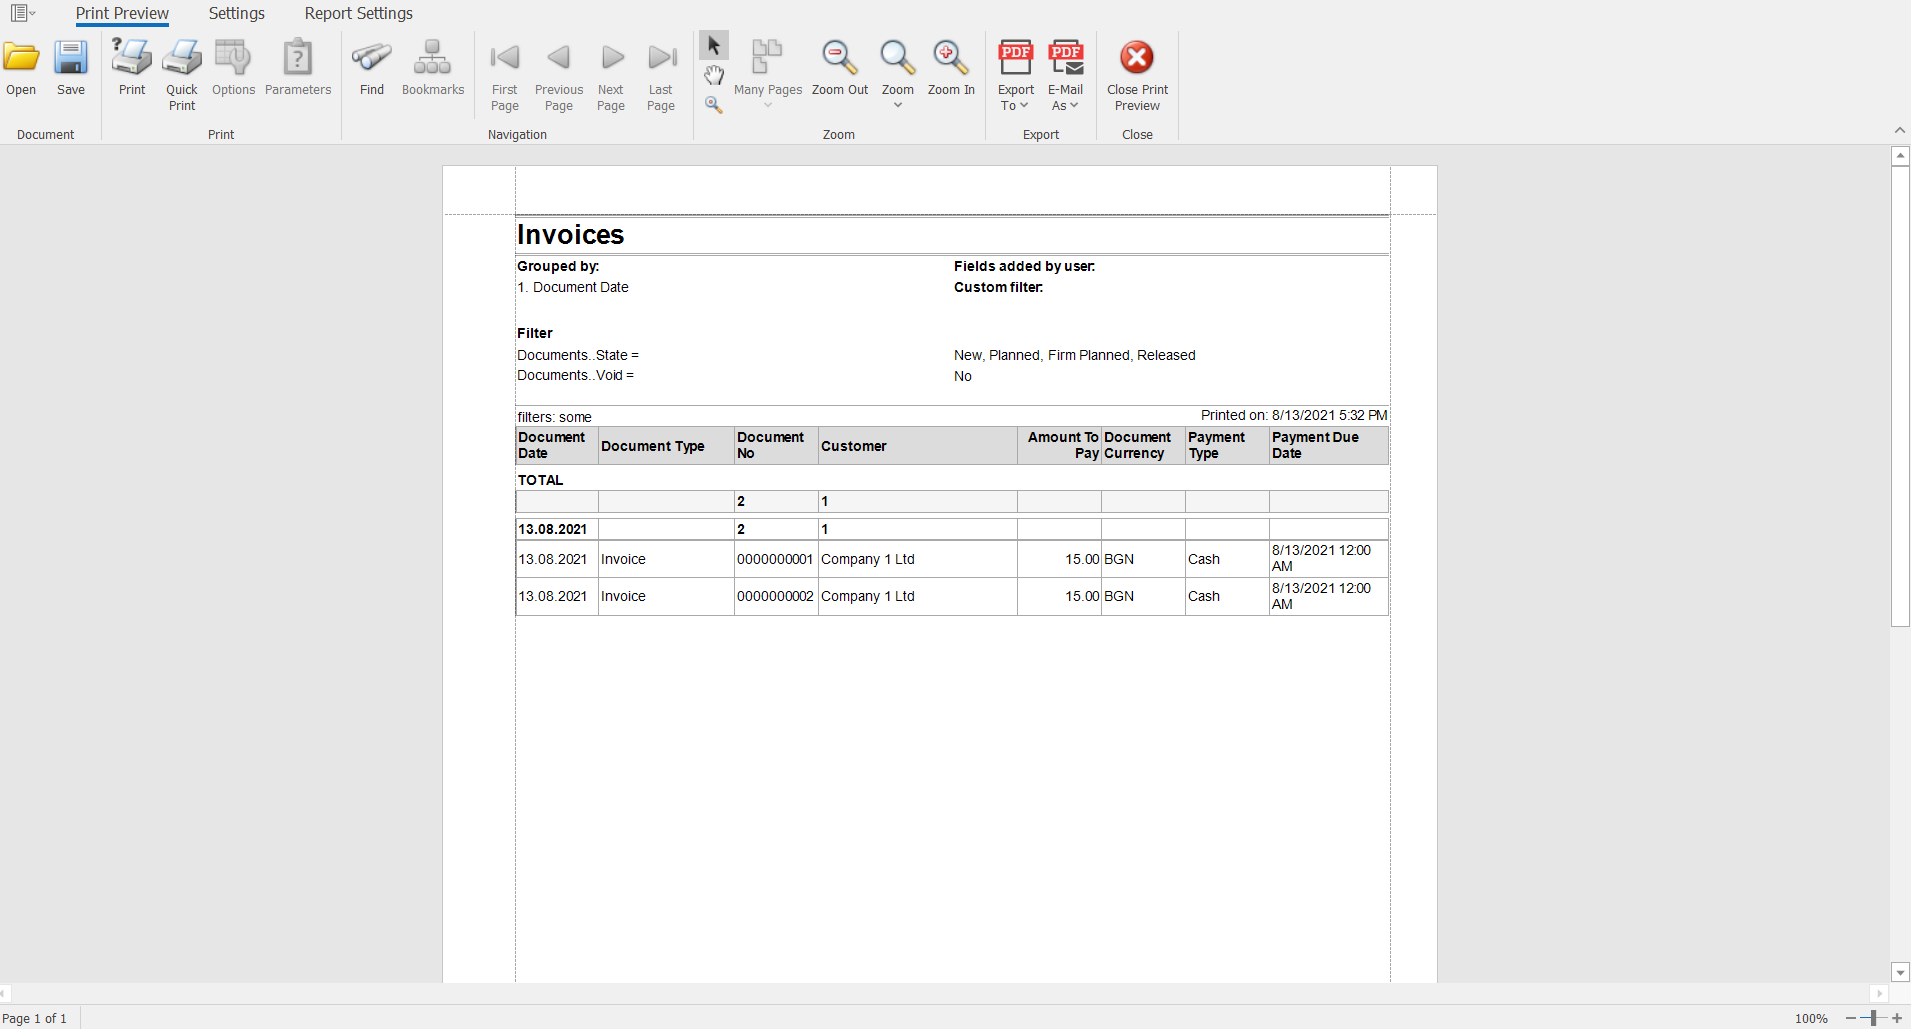 Print Preview Settings Report Settings
Open Save Print Quick Print Options Parameters Find Bookmarks First Page Previous Page Next Page Last Page Many Pages Zoom Out Zoom Zoom In Export To E-Mail As Close Print Preview
Document Print Navigation Zoom Export Close
Invoices
Grouped by: Fields added by user:
1. Document Date Custom filter:
Filter
Documents..State = New, Planned, Firm Planned, Released
Documents..Void = No
filters: some Printed on: 8/13/2021 5:32 PM
Document Date Document Type Document No Customer Amount To Pay Document Currency Payment Type Payment Due Date
TOTAL
2 1
13.08.2021 2 1
13.08.2021 Invoice 0000000001 Company 1 Ltd 15.00 BGN Cash 8/13/2021 12:00 AM
13.08.2021 Invoice 0000000002 Company 1 Ltd 15.00 BGN Cash 8/13/2021 12:00 AM
Page 1 of 1 100%